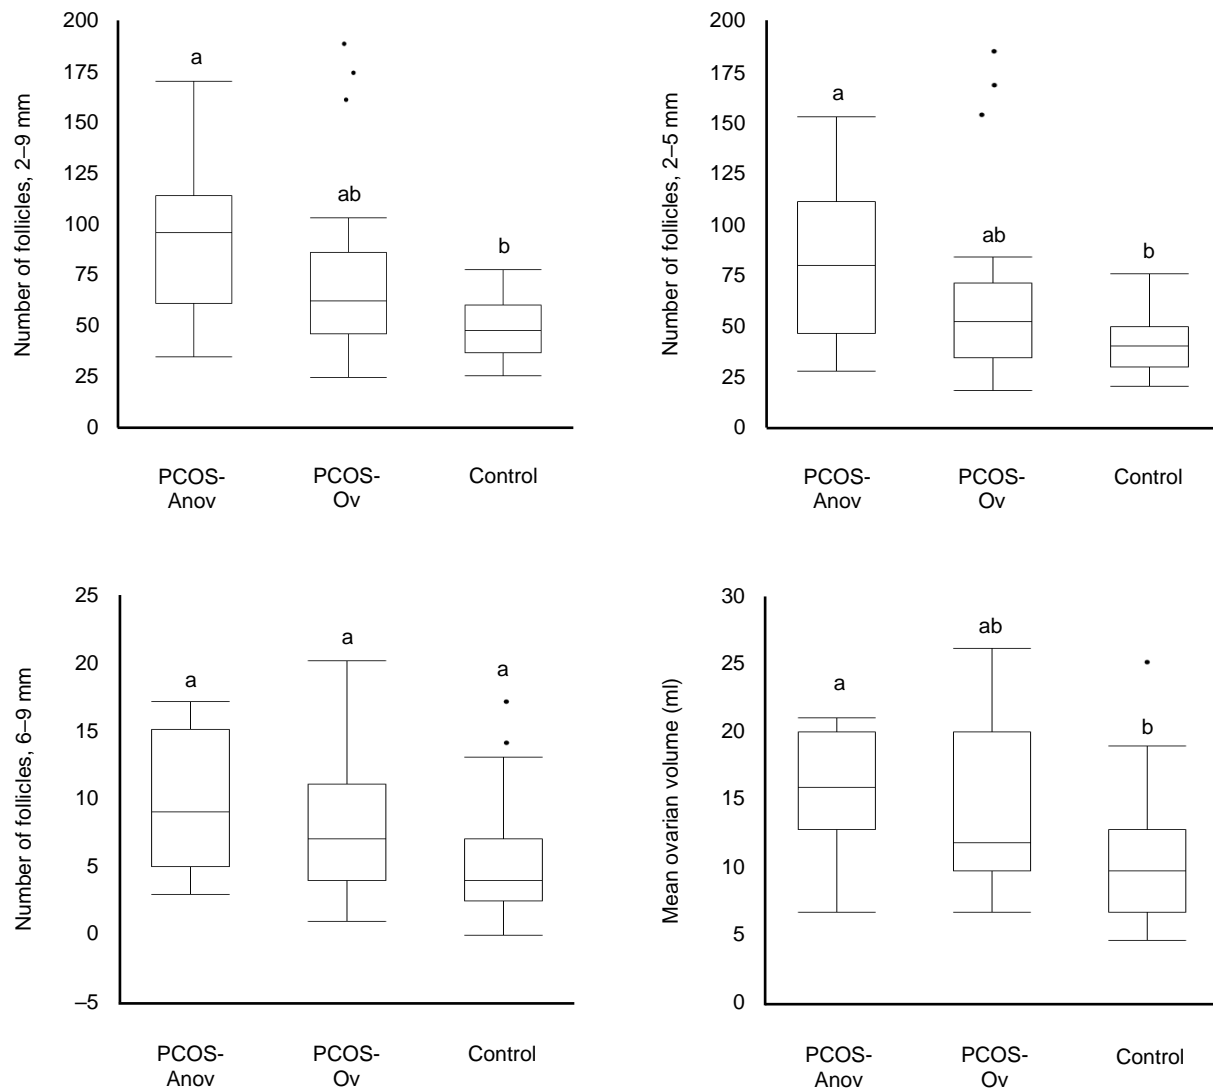 Number of follicles, 2–9 mm
200
175
150
125
100
75
50
25
0
a
ab
b
PCOS-
Anov
PCOS-
Ov
Control
Number of follicles, 2–5 mm
200
175
150
125
100
75
50
25
0
a
ab
b
PCOS-
Anov
PCOS-
Ov
Control
Number of follicles, 6–9 mm
25
20
15
10
5
0
–5
a
a
a
PCOS-
Anov
PCOS-
Ov
Control
Mean ovarian volume (ml)
30
25
20
15
10
5
0
a
ab
b
PCOS-
Anov
PCOS-
Ov
Control